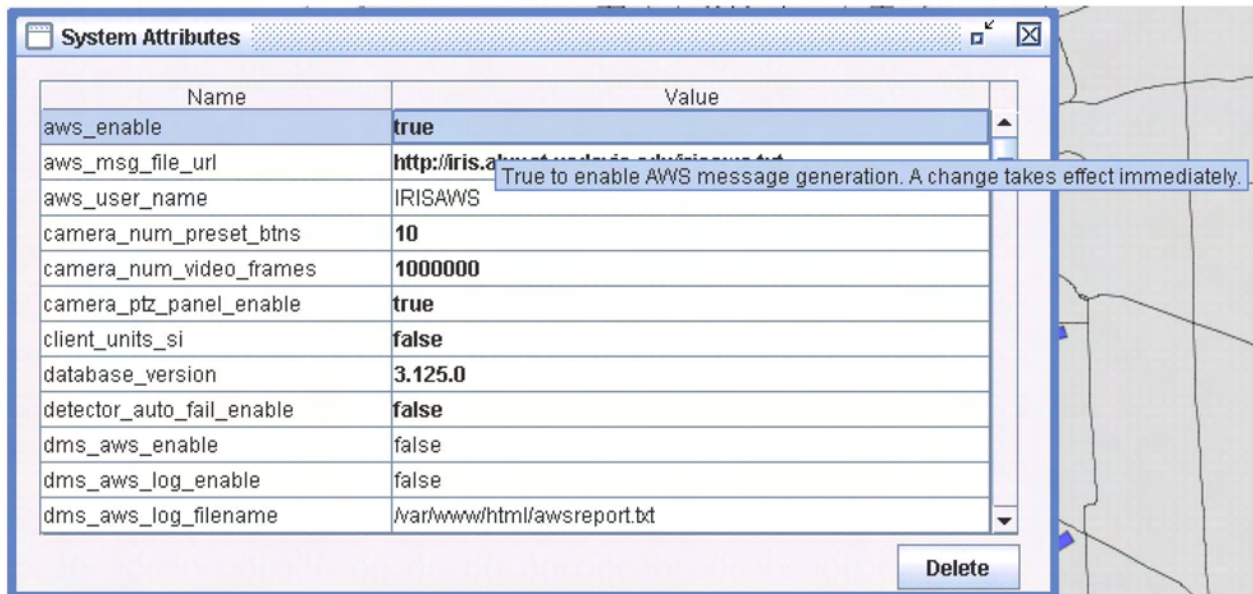 System Attributes
Name Value
aws_enable true
aws_msg_file_url http://iris.a
True to enable AWS message generation. A change takes effect immediately.
aws_user_name IRISAWS
camera_num_preset_btns 10
camera_num_video_frames 1000000
camera_ptz_panel_enable true
client_units_si false
database_version 3.125.0
detector_auto_fail_enable false
dms_aws_enable false
dms_aws_log_enable false
dms_aws_log_filename /var/www/html/awsreport.txt
Delete